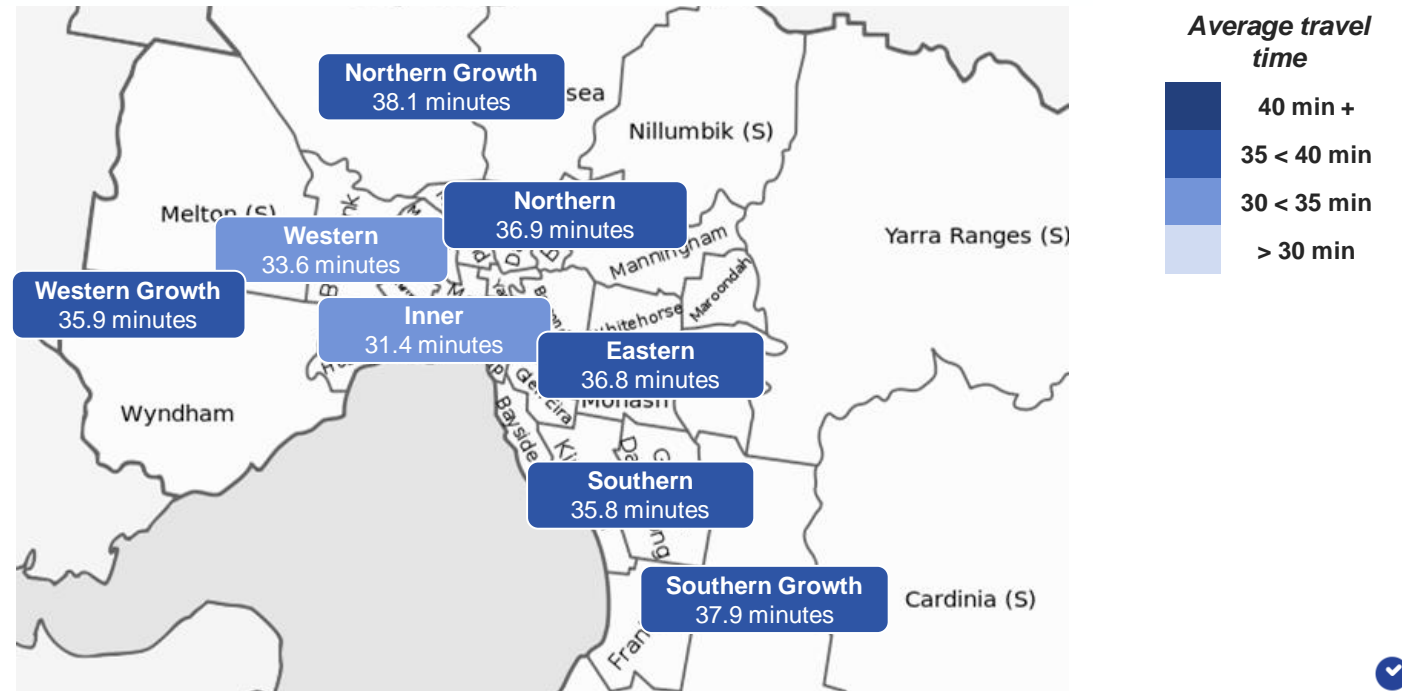 Average travel
time
40 min +
35 < 40 min
30 < 35 min
> 30 min
Northern Growth
38.1 minutes
sea
Nillumbik (S)
Northern
36.9 minutes
Melton (S)
Western
33.6 minutes
Manningham
Yarra Ranges (S)
Western Growth
35.9 minutes
Maroondah
Inner
31.4 minutes
Whitehorse
Eastern
36.8 minutes
Glen Eira
Monash
Wyndham
Bayside
Southern
35.8 minutes
Southern Growth
37.9 minutes
Cardinia (S)